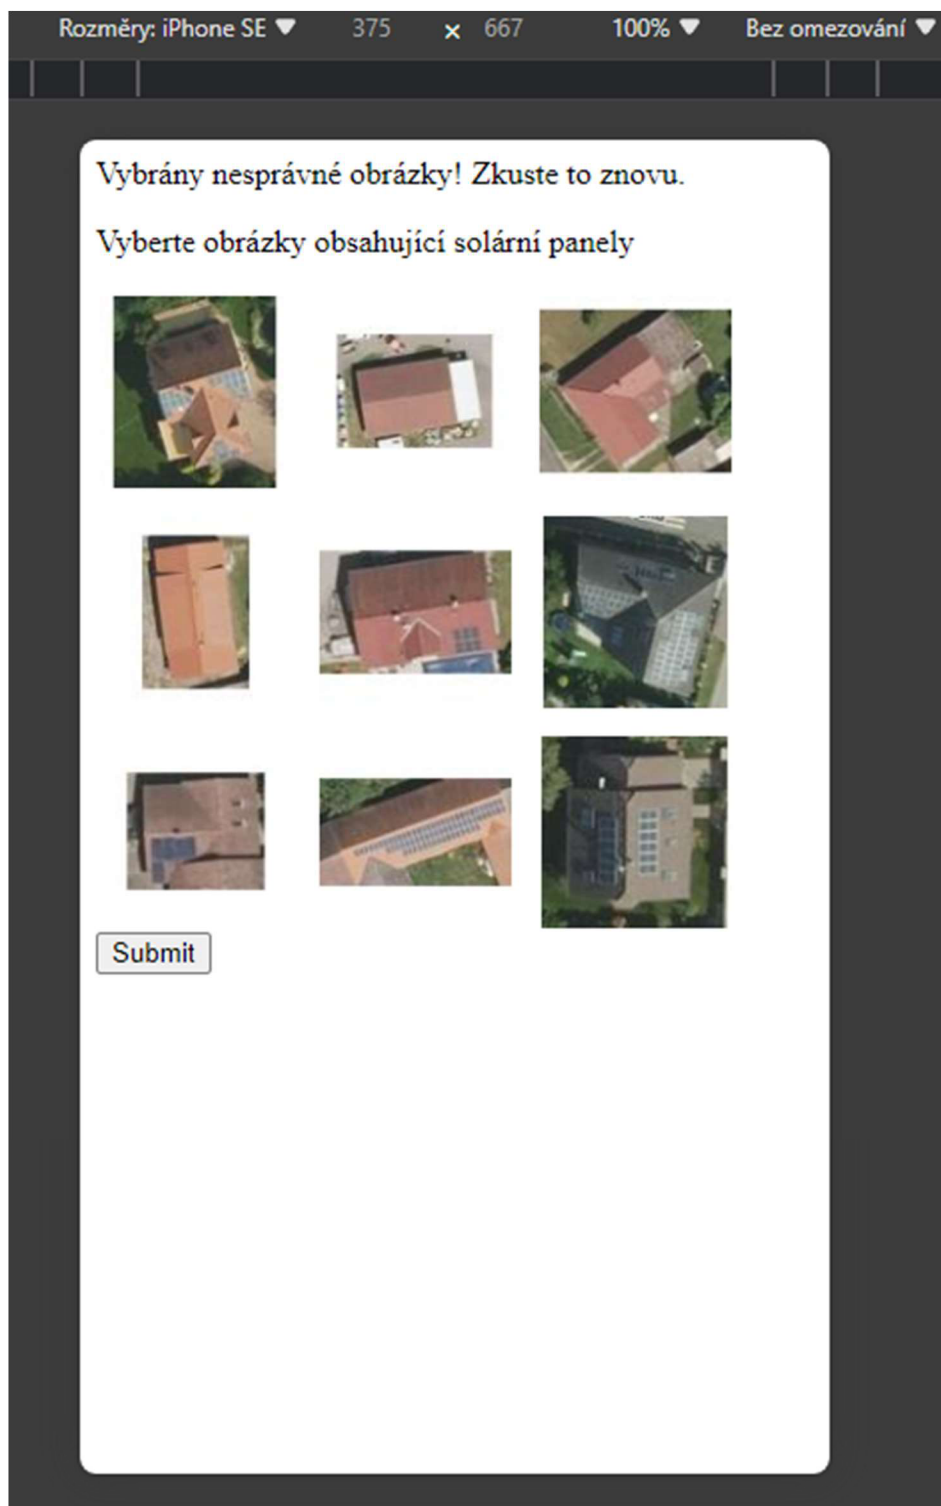 Rozměry: iPhone SE 375 × 667 100% Bez omezování
Vybrány nesprávné obrázky! Zkuste to znovu.
Vyberte obrázky obsahující solární panely
Submit